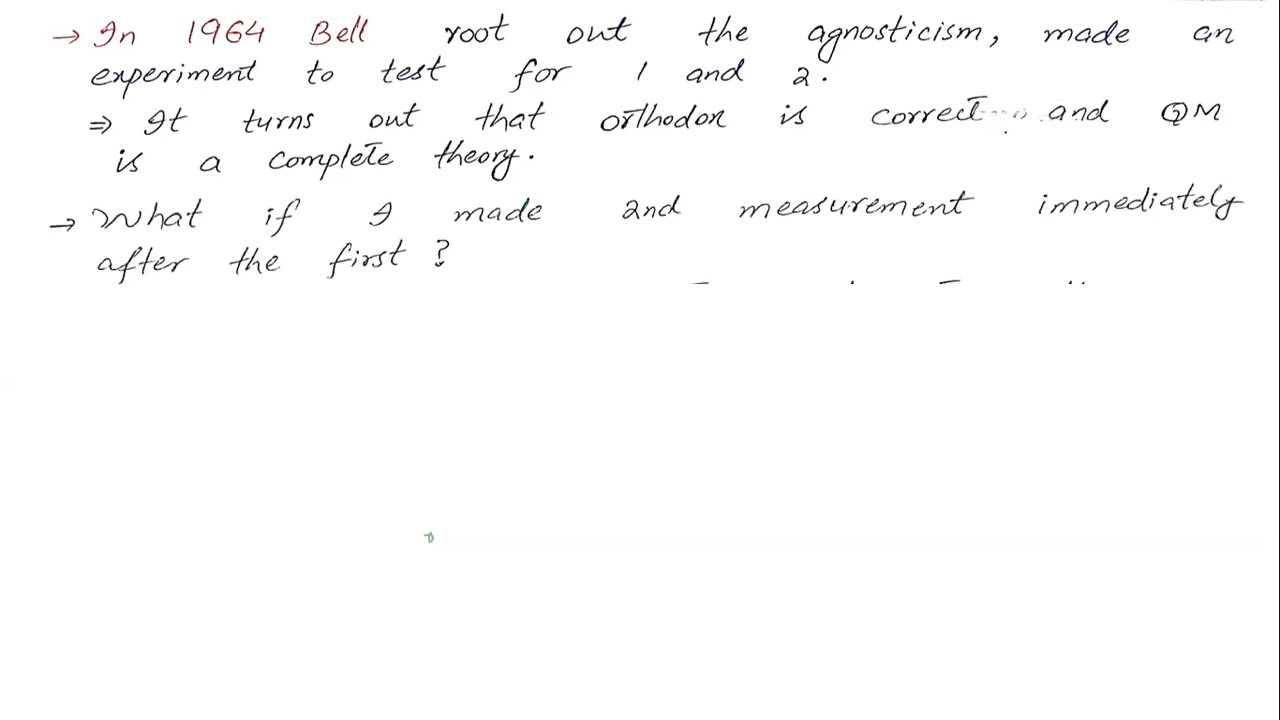 → In 1964 Bell root out the agnosticism, made an
experiment to test for 1 and 2.
⇒ It turns out that orthodox is correct and QM
is a complete theory.
→ What if I made 2nd measurement immediately
after the first?